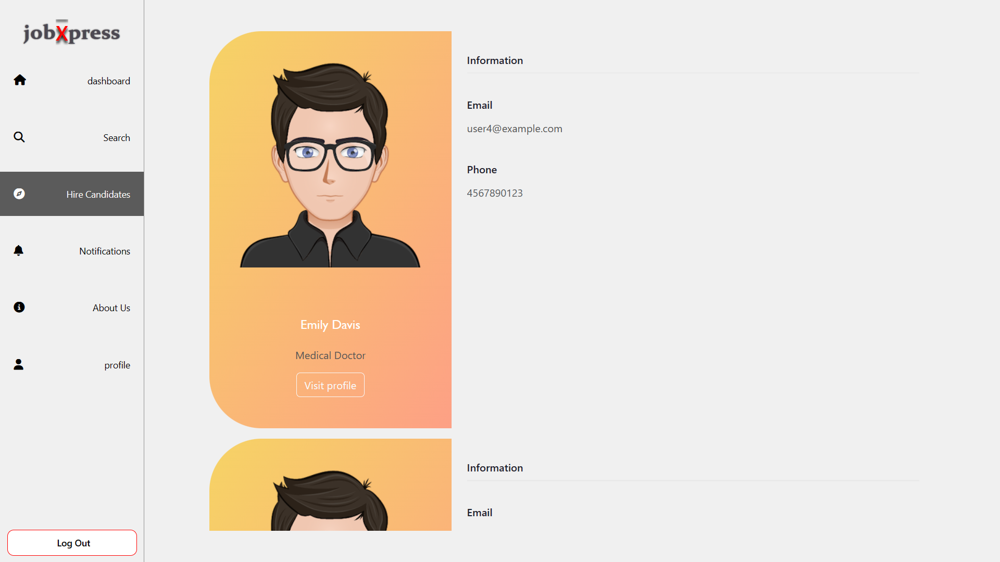 jobXpress
dashboard
Search
Hire Candidates
Notifications
About Us
profile
Log Out
Emily Davis
Medical Doctor
Visit profile
Information
Email
user4@example.com
Phone
4567890123
Information
Email